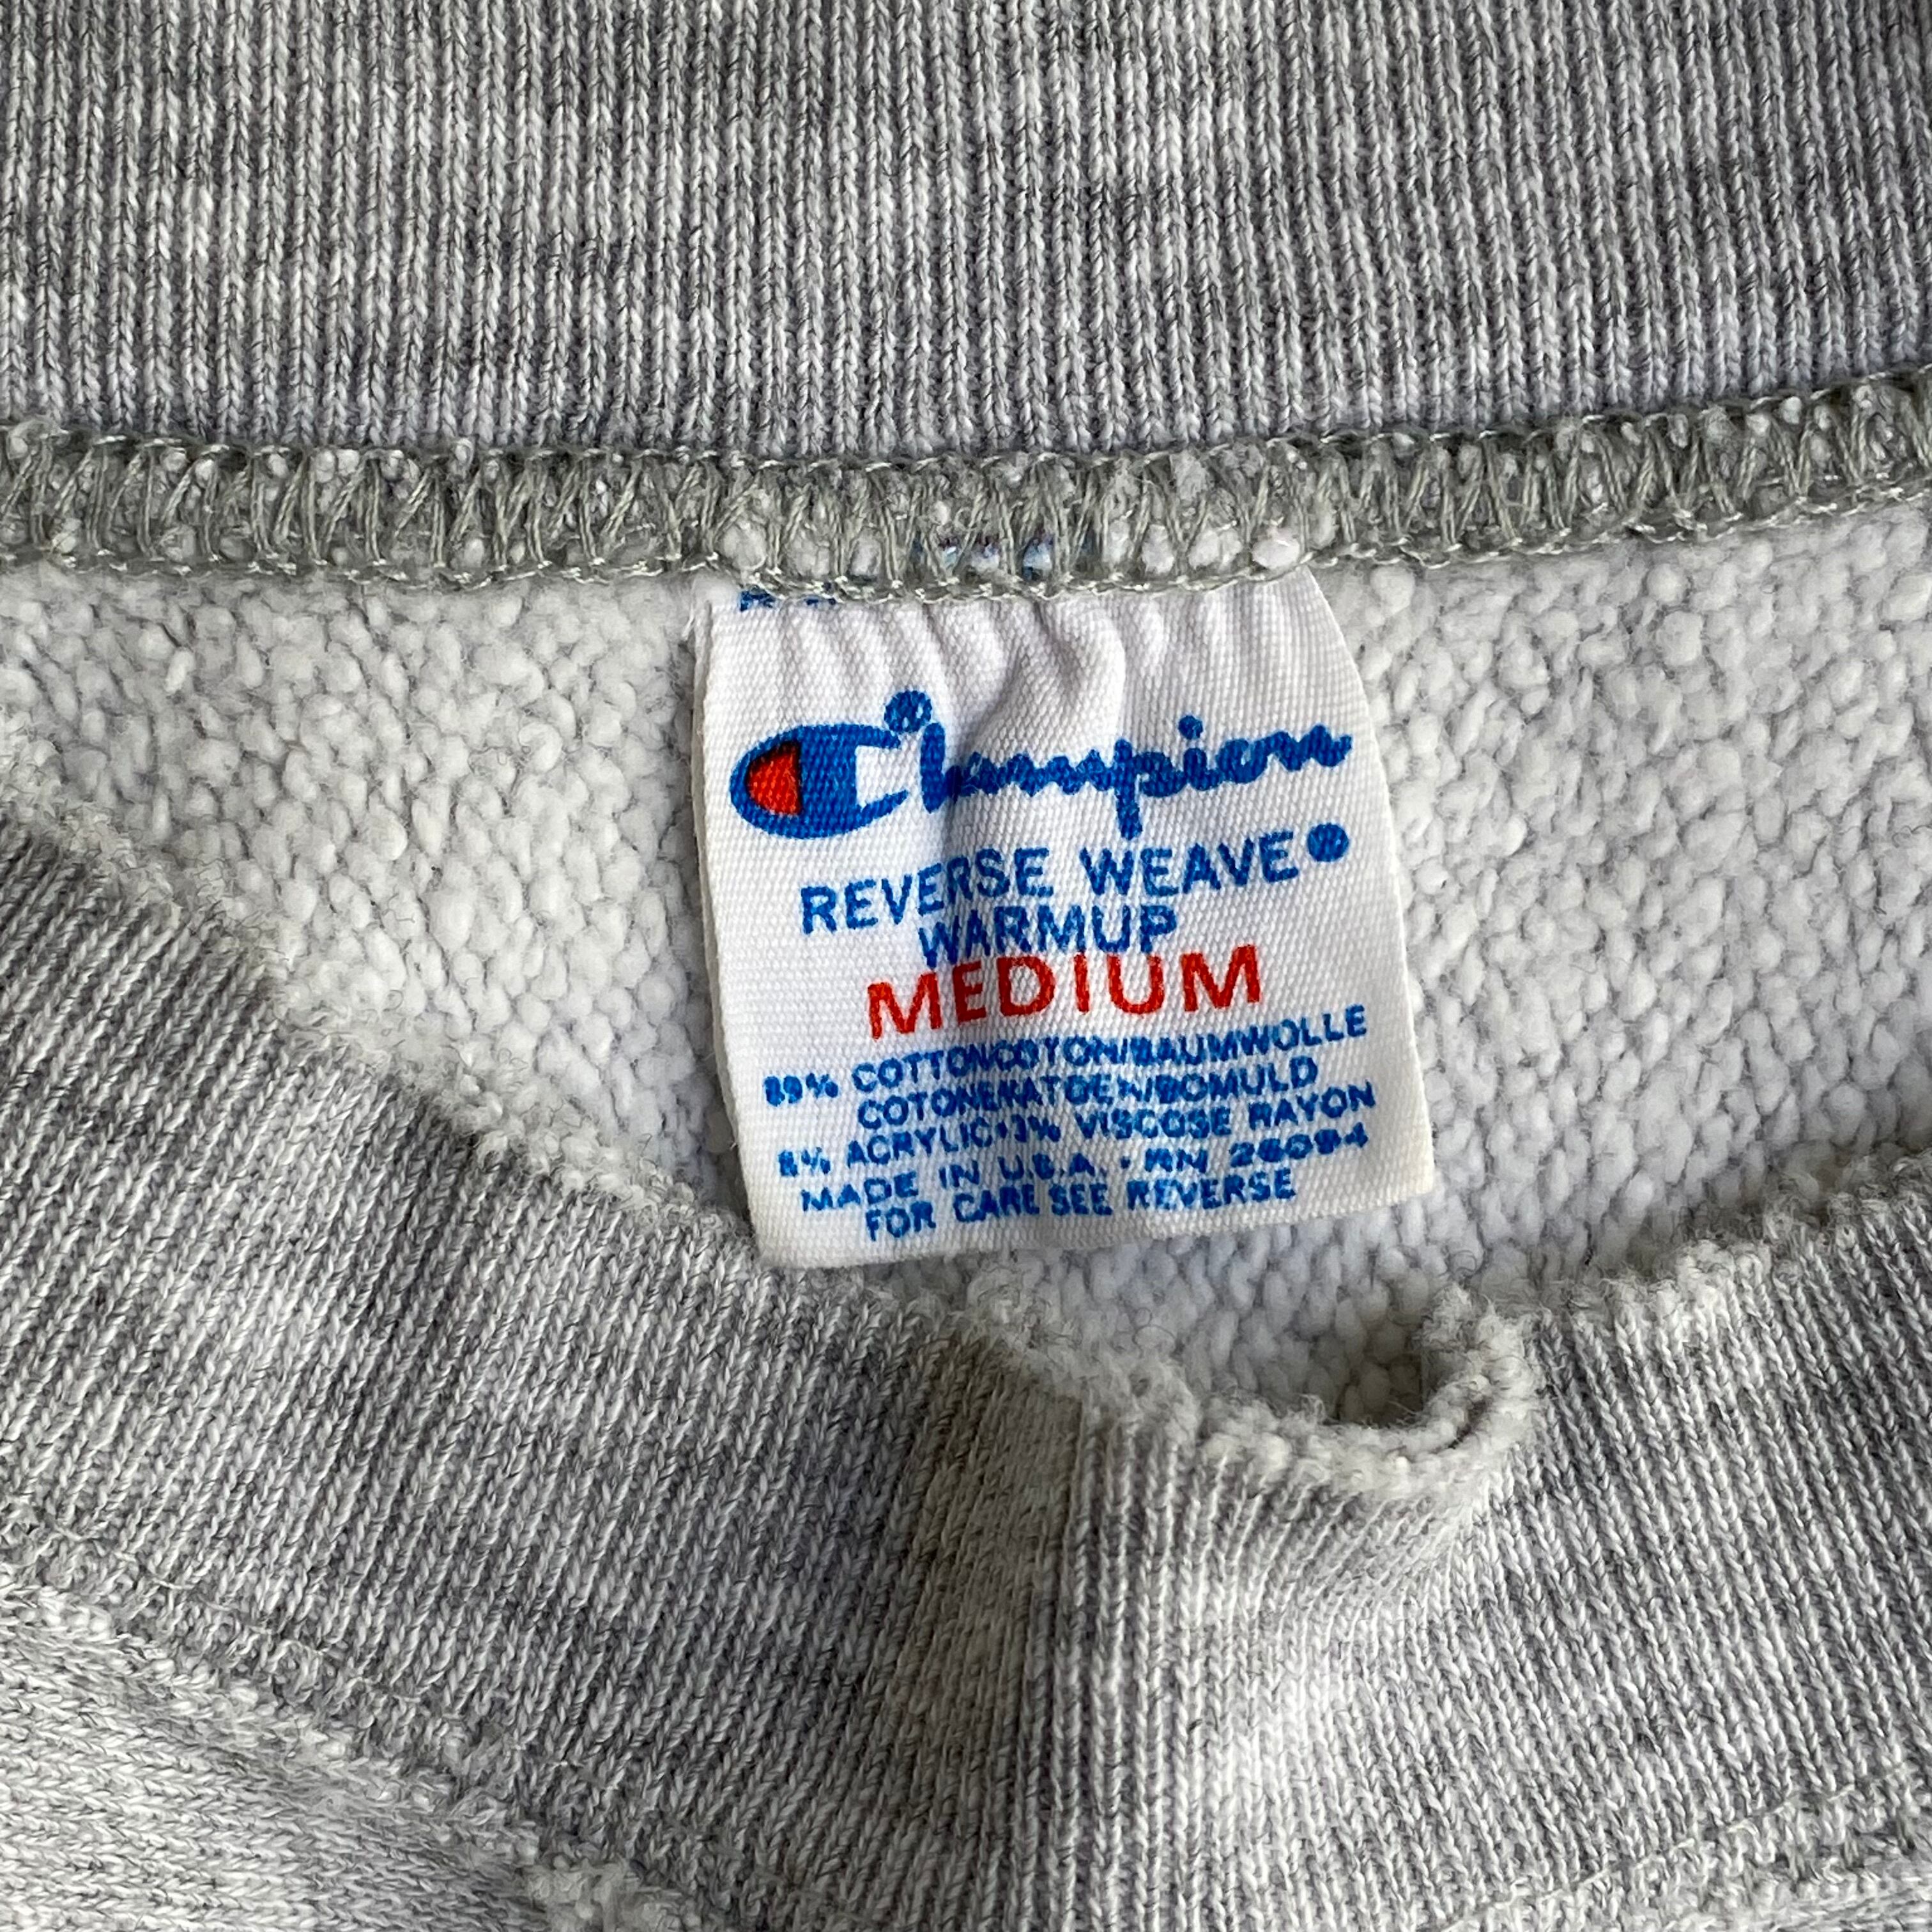 Champion®
REVERSE WEAVE®
WARMUP
MEDIUM
89% COTTON/COTON/BAUMWOLLE
COTONE/KATOEN/BOMULD
8% ACRYLIC•3% VISCOSE RAYON
MADE IN U.S.A. • RN 26094
FOR CARE SEE REVERSE